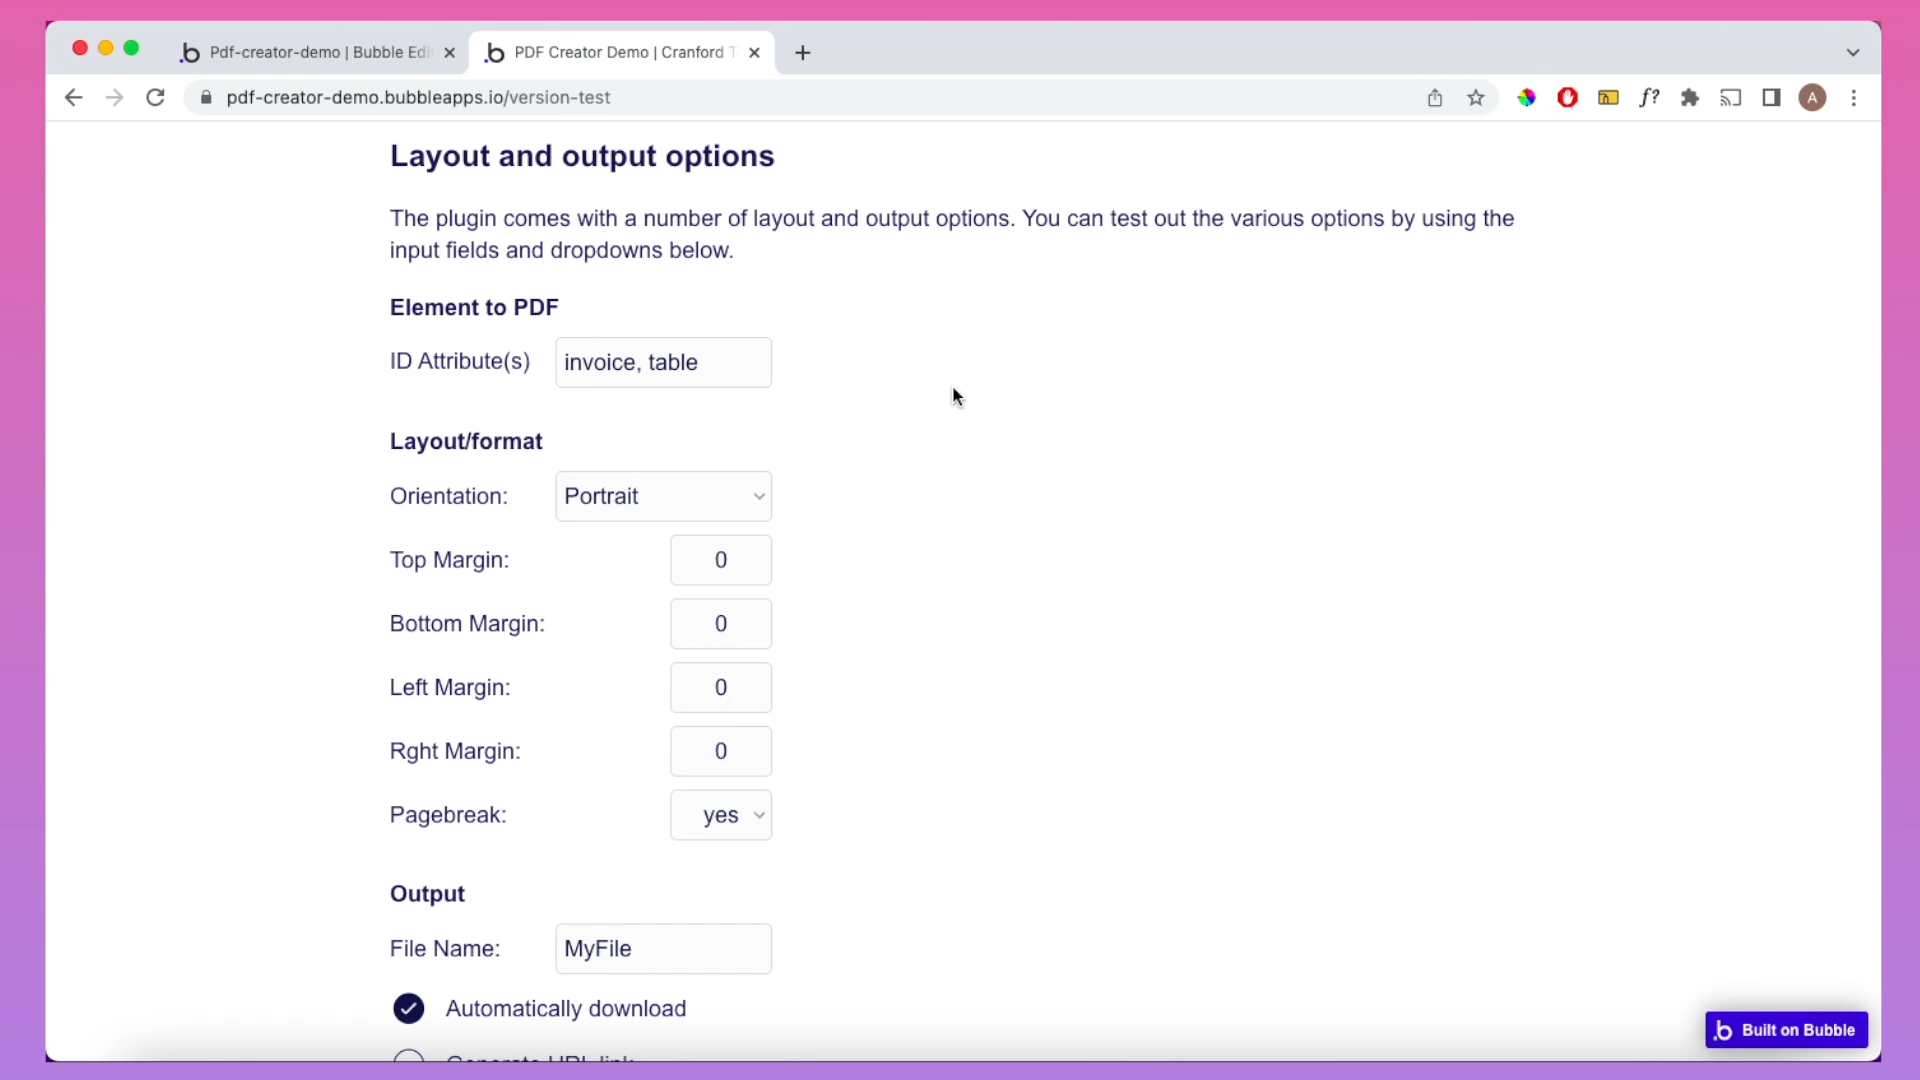 Pdf-creator-demo | Bubble Edi
PDF Creator Demo | Cranford T
pdf-creator-demo.bubbleapps.io/version-test
f?
A
Layout and output options
The plugin comes with a number of layout and output options. You can test out the various options by using the
input fields and dropdowns below.
Element to PDF
ID Attribute(s) invoice, table
Layout/format
Orientation: Portrait
Top Margin: 0
Bottom Margin: 0
Left Margin: 0
Rght Margin: 0
Pagebreak: yes
Output
File Name: MyFile
Automatically download
Generate URL link
b Built on Bubble